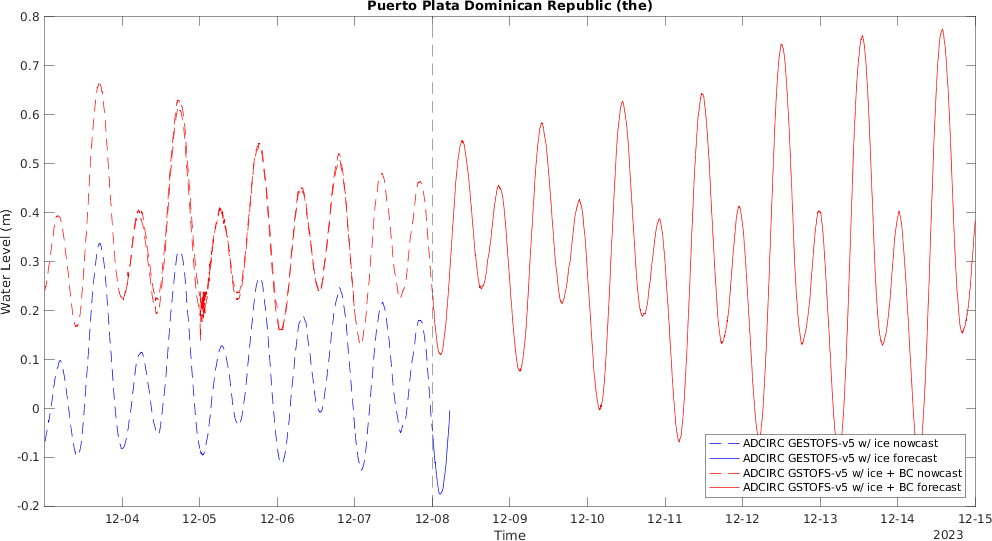 Puerto Plata Dominican Republic (the)
0.8
0.7
0.6
0.5
0.4
0.3
0.2
0.1
0
-0.1
-0.2
Water Level (m)
ADCIRC GESTOFS-v5 w/ ice nowcast
ADCIRC GESTOFS-v5 w/ ice forecast
ADCIRC GSTOFS-v5 w/ ice + BC nowcast
ADCIRC GSTOFS-v5 w/ ice + BC forecast
12-04 12-05 12-06 12-07 12-08 12-09 12-10 12-11 12-12 12-13 12-14 12-15
Time
2023